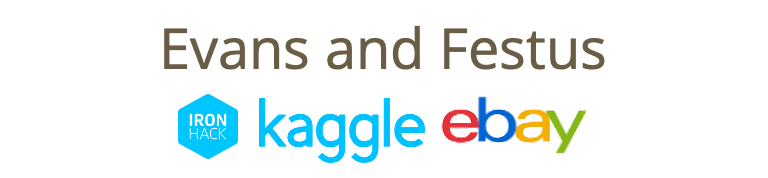 Evans and Festus
IRON
HACK
kaggle ebay